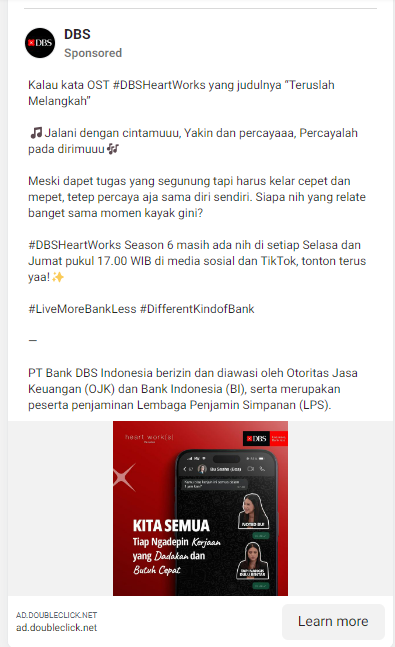 DBS
DBS
Sponsored
Kalau kata OST #DBSHeartWorks yang judulnya “Teruslah
Melangkah”
🎵Jalani dengan cintamuuu, Yakin dan percayaaa, Percayalah
pada dirimuuu🎶
Meski dapet tugas yang segunung tapi harus kelar cepet dan
mepet, tetep percaya aja sama diri sendiri. Siapa nih yang relate
banget sama momen kayak gini?
#DBSHeartWorks Season 6 masih ada nih di setiap Selasa dan
Jumat pukul 17.00 WIB di media sosial dan TikTok, tonton terus
yaa!✨
#LiveMoreBankLess #DifferentKindofBank
—
PT Bank DBS Indonesia berizin dan diawasi oleh Otoritas Jasa
Keuangan (OJK) dan Bank Indonesia (BI), serta merupakan
peserta penjaminan Lembaga Penjamin Simpanan (LPS).
heart work(s)
DBS
KITA SEMUA
Tiap Ngadepin Kerjaan
yang Dadakan dan
Butuh Cepat
AD.DOUBLECLICK.NET
ad.doubleclick.net
Learn more